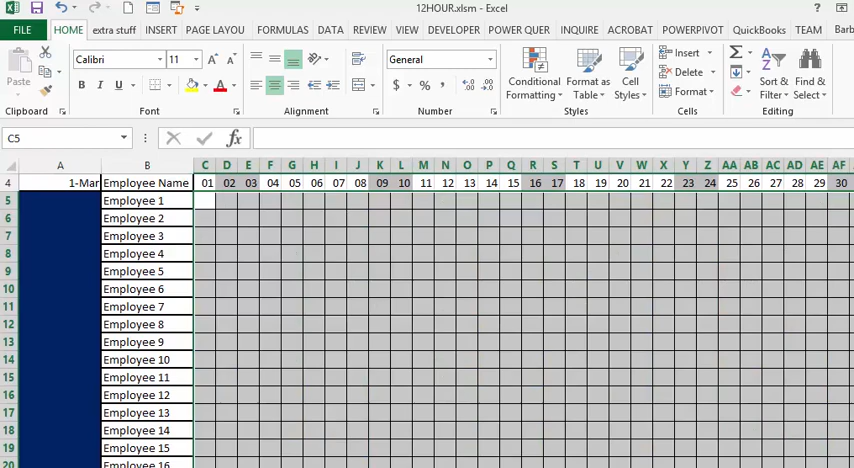 12HOUR.xlsm - Excel
?
FILE HOME extra stuff INSERT PAGE LAYOU FORMULAS DATA REVIEW VIEW DEVELOPER POWER QUER INQUIRE ACROBAT POWERPIVOT QuickBooks TEAM Barb
Paste
Calibri 11 A A
B I U A
General
$ % ,
Conditional Formatting
Format as Table
Cell Styles
Insert
Delete
Format
Sort & Filter
Find & Select
Clipboard Font Alignment Number Styles Cells Editing
C5 fx
A B C D E F G H I J K L M N O P Q R S T U V W X Y Z AA AB AC AD AE AF
4 1-Mar Employee Name 01 02 03 04 05 06 07 08 09 10 11 12 13 14 15 16 17 18 19 20 21 22 23 24 25 26 27 28 29 30
5 Employee 1
6 Employee 2
7 Employee 3
8 Employee 4
9 Employee 5
10 Employee 6
11 Employee 7
12 Employee 8
13 Employee 9
14 Employee 10
15 Employee 11
16 Employee 12
17 Employee 13
18 Employee 14
19 Employee 15
20 Employee 16